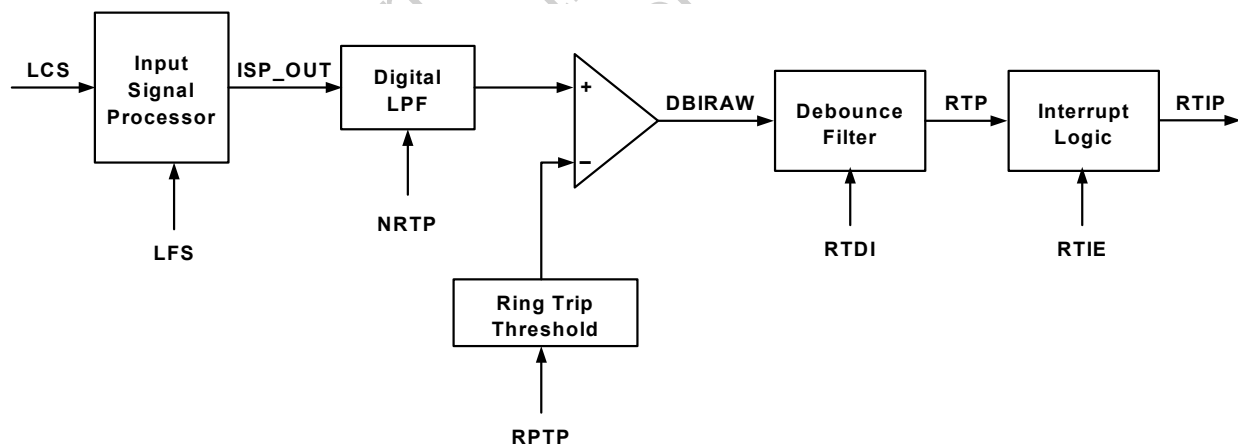 LCS
Input
Signal
Processor
LFS
ISP_OUT
Digital
LPF
NRTP
+
−
Ring Trip
Threshold
RPTP
DBIRAW
Debounce
Filter
RTDI
RTP
Interrupt
Logic
RTIE
RTIP